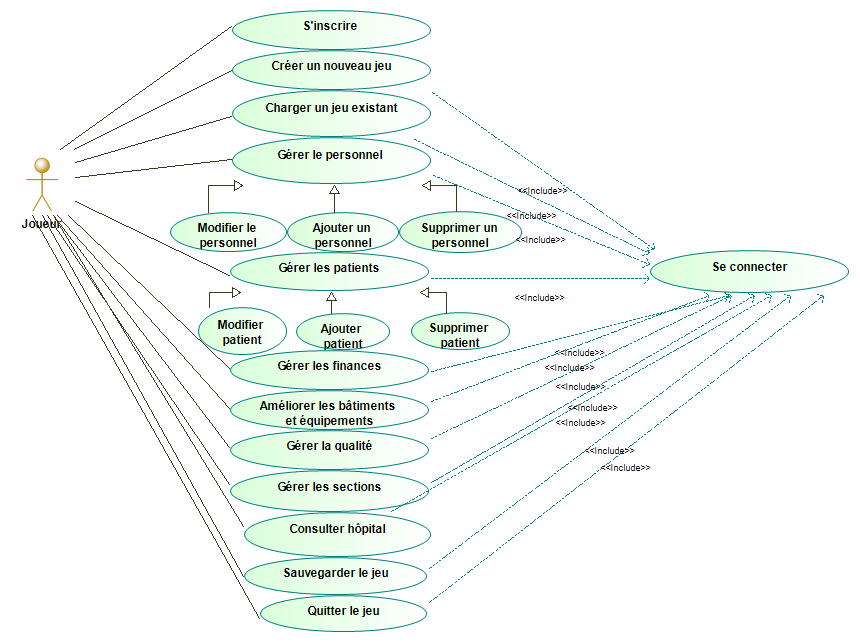 S'inscrire
Créer un nouveau jeu
Charger un jeu existant
Gérer le personnel
<<Include>>
<<Include>>
<<Include>>
Joueur
Modifier le
personnel
Ajouter un
personnel
Supprimer un
personnel
Gérer les patients
Se connecter
<<Include>>
Modifier
patient
Ajouter
patient
Supprimer
patient
<<Include>>
Gérer les finances
<<Include>>
<<Include>>
Améliorer les bâtiments
et équipements
<<Include>>
<<Include>>
Gérer la qualité
<<Include>>
<<Include>>
Gérer les sections
Consulter hôpital
Sauvegarder le jeu
Quitter le jeu